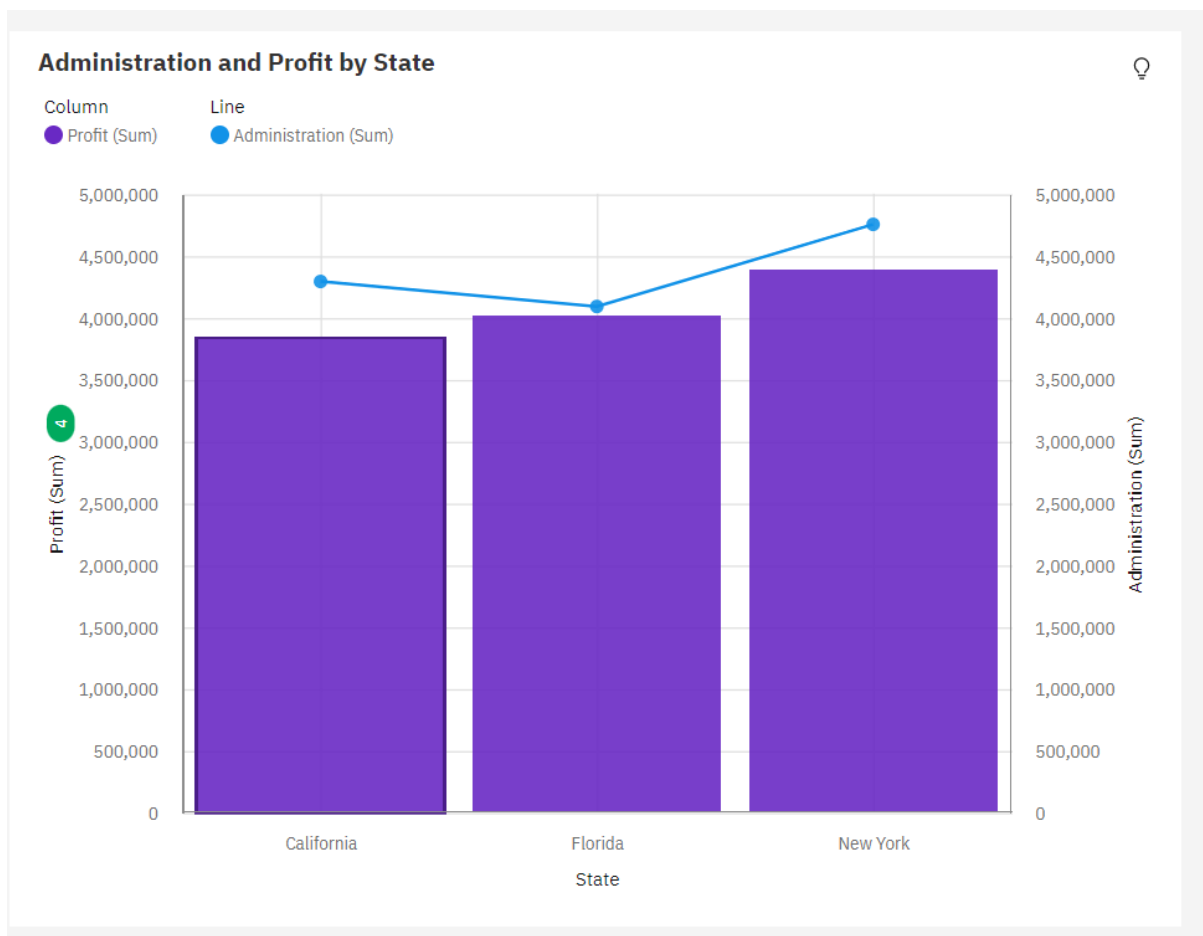 Administration and Profit by State
Column Line
Profit (Sum) Administration (Sum)
5,000,000 5,000,000
4,500,000 4,500,000
4,000,000 4,000,000
3,500,000 3,500,000
3,000,000 3,000,000
2,500,000 2,500,000
2,000,000 2,000,000
1,500,000 1,500,000
1,000,000 1,000,000
500,000 500,000
0 0
Profit (Sum) 4
Administration (Sum)
California Florida New York
State